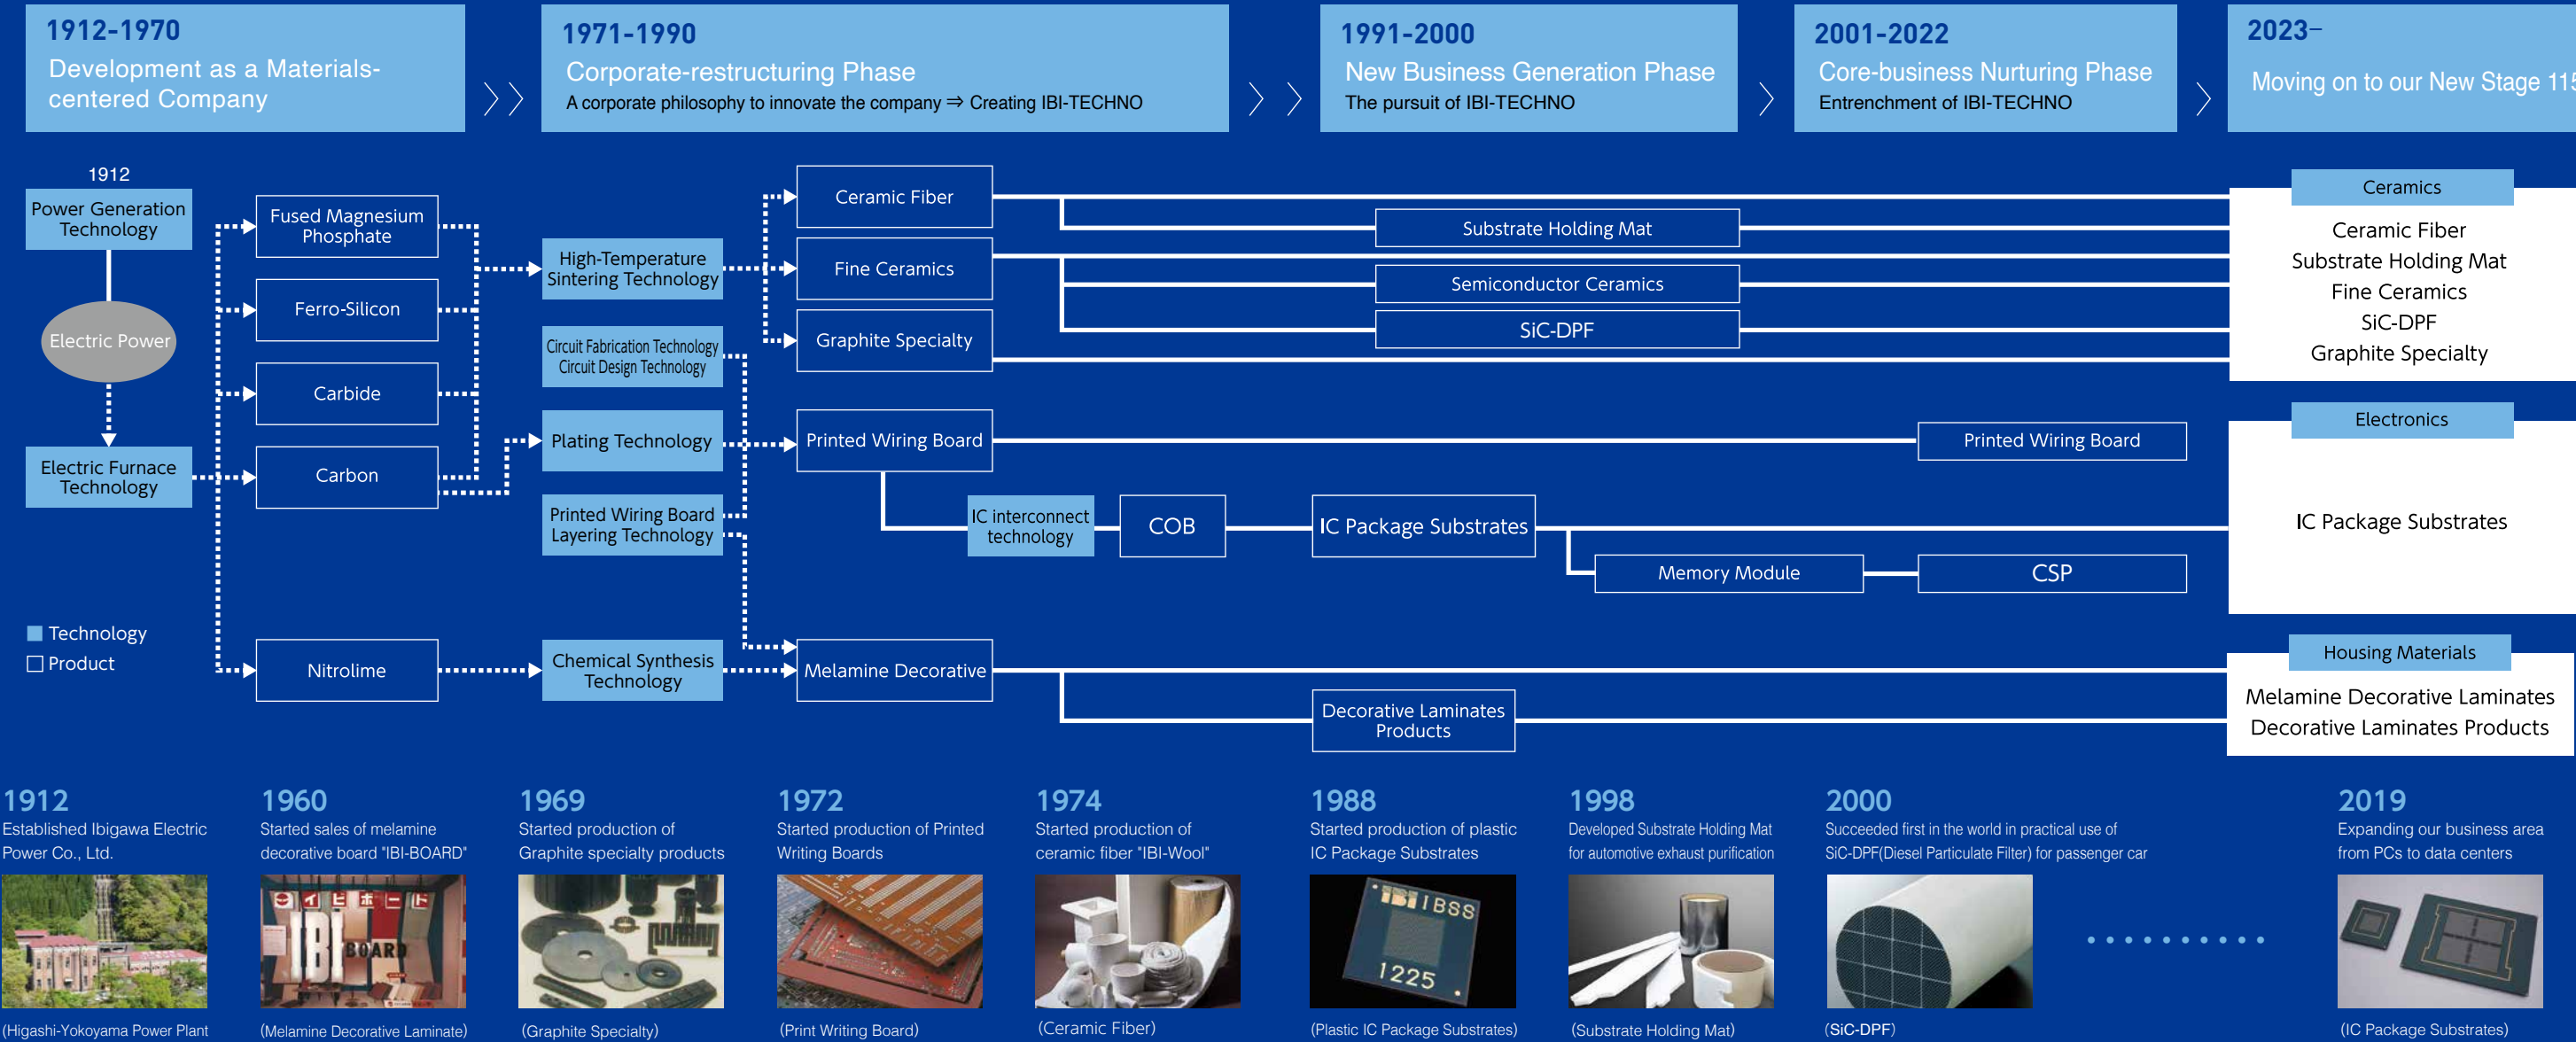 1912-1970
Development as a Materials-
centered Company
1971-1990
Corporate-restructuring Phase
A corporate philosophy to innovate the company ⇒ Creating IBI-TECHNO
1991-2000
New Business Generation Phase
The pursuit of IBI-TECHNO
2001-2022
Core-business Nurturing Phase
Entrenchment of IBI-TECHNO
2023–
Moving on to our New Stage 115
1912
Power Generation
Technology
Electric Power
Electric Furnace
Technology
Fused Magnesium
Phosphate
Ferro-Silicon
Carbide
Carbon
Nitrolime
High-Temperature
Sintering Technology
Circuit Fabrication Technology
Circuit Design Technology
Plating Technology
Printed Wiring Board
Layering Technology
Chemical Synthesis
Technology
Ceramic Fiber
Fine Ceramics
Graphite Specialty
Printed Wiring Board
IC interconnect
technology
COB
IC Package Substrates
Melamine Decorative
Decorative Laminates
Products
Substrate Holding Mat
Semiconductor Ceramics
SiC-DPF
Printed Wiring Board
Memory Module
CSP
Ceramics
Ceramic Fiber
Substrate Holding Mat
Fine Ceramics
SiC-DPF
Graphite Specialty
Electronics
IC Package Substrates
Housing Materials
Melamine Decorative Laminates
Decorative Laminates Products
Technology
Product
1912
Established Ibigawa Electric
Power Co., Ltd.
(Higashi-Yokoyama Power Plant
1960
Started sales of melamine
decorative board "IBI-BOARD"
イビボード
IBI BOARD
(Melamine Decorative Laminate)
1969
Started production of
Graphite specialty products
(Graphite Specialty)
1972
Started production of Printed
Writing Boards
(Print Writing Board)
1974
Started production of
ceramic fiber "IBI-Wool"
(Ceramic Fiber)
1988
Started production of plastic
IC Package Substrates
IBI IBSS
1225
(Plastic IC Package Substrates)
1998
Developed Substrate Holding Mat
for automotive exhaust purification
(Substrate Holding Mat)
2000
Succeeded first in the world in practical use of
SiC-DPF(Diesel Particulate Filter) for passenger car
(SiC-DPF)
2019
Expanding our business area
from PCs to data centers
(IC Package Substrates)